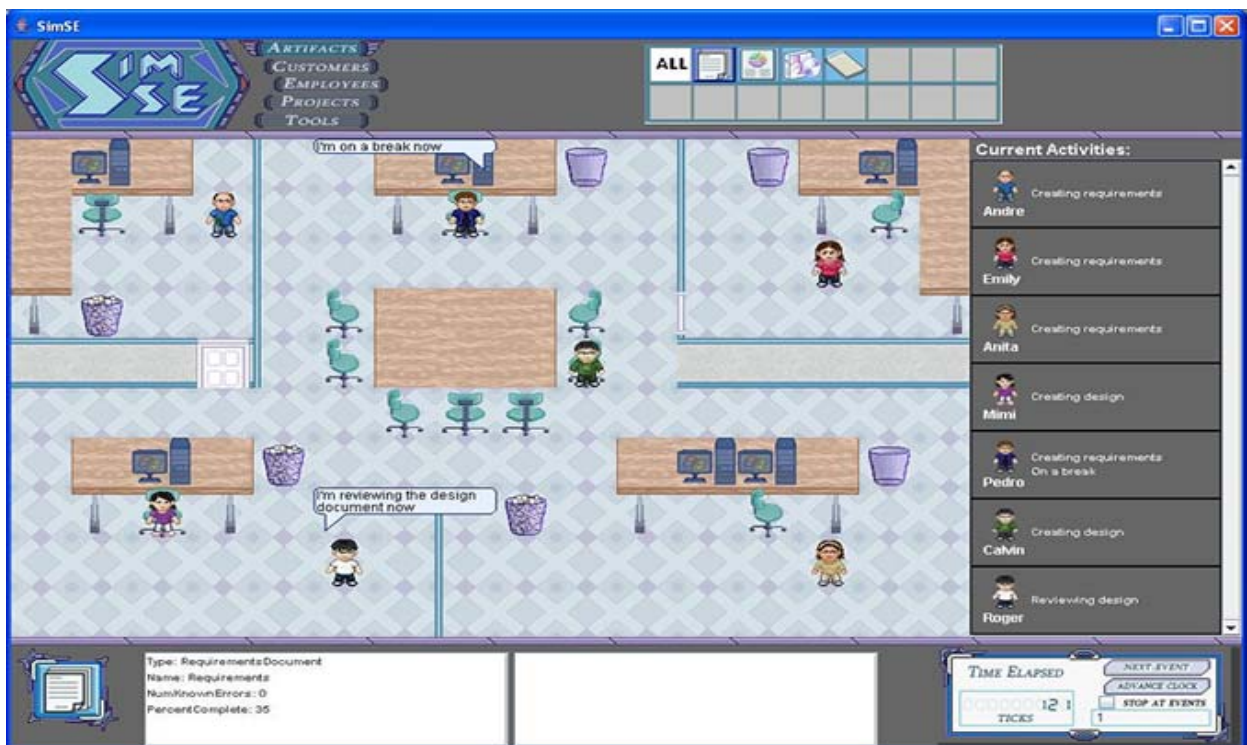 SimSE
SIMSE
ARTIFACTS
CUSTOMERS
EMPLOYEES
PROJECTS
TOOLS
ALL
I'm on a break now
I'm reviewing the design
document now
Current Activities:
Creating requirements
Andre
Creating requirements
Emily
Creating requirements
Anita
Creating design
Mimi
Creating requirements
On a break
Pedro
Creating design
Calvin
Reviewing design
Roger
Type: RequirementsDocument
Name: Requirements
NumKnownErrors: 0
PercentComplete: 35
TIME ELAPSED
121
TICKS
NEXT EVENT
ADVANCE CLOCK
STOP AT EVENTS
1